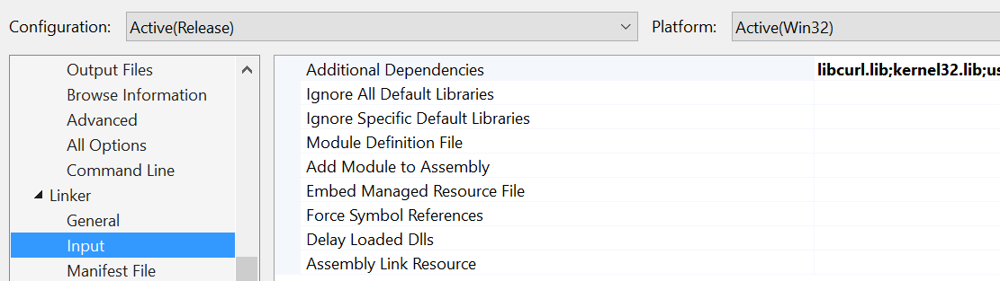 Configuration: Active(Release) Platform: Active(Win32)
Output Files
Browse Information
Advanced
All Options
Command Line
Linker
General
Input
Manifest File
Additional Dependencies libcurl.lib;kernel32.lib;us
Ignore All Default Libraries
Ignore Specific Default Libraries
Module Definition File
Add Module to Assembly
Embed Managed Resource File
Force Symbol References
Delay Loaded Dlls
Assembly Link Resource